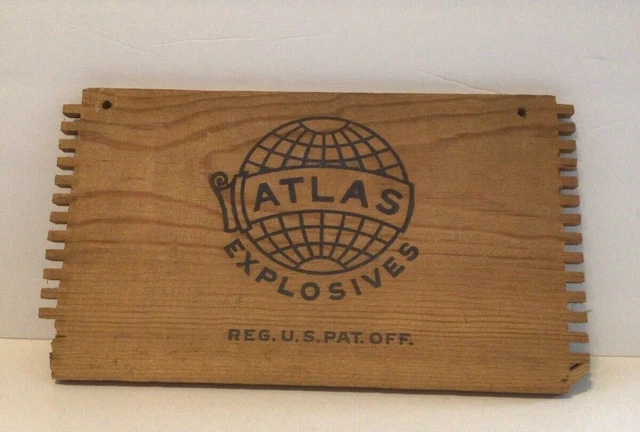 ATLAS
EXPLOSIVES
REG. U.S. PAT. OFF.